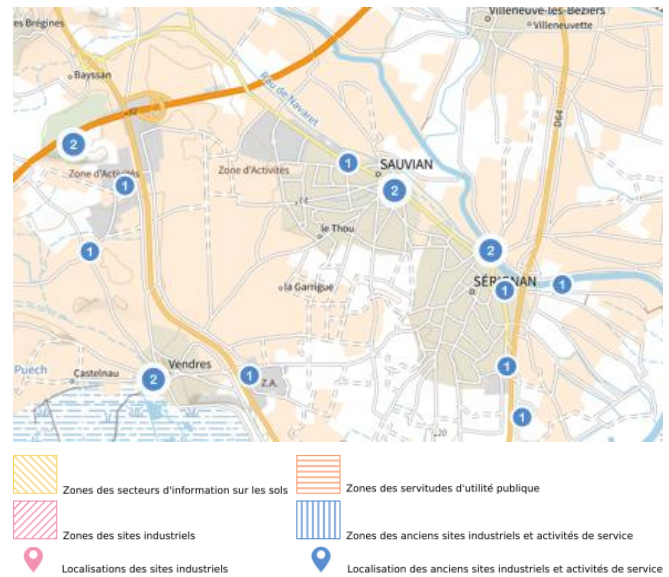 Villeneuve-lès-Béziers
Villeneuvette
es Brégines
Bayssan
Rau de Navaret
D64
2
Zone d'Activités
1
Zone d'Activités
1
SAUVIAN
2
le Thou
1
2
la Garrigue
SÉRIGNAN
1
1
Puech
Castelnau
Vendres
2
1
Z.A.
1
1
20
Zones des secteurs d'information sur les sols
Zones des servitudes d'utilité publique
Zones des sites industriels
Zones des anciens sites industriels et activités de service
Localisations des sites industriels
Localisation des anciens sites industriels et activités de service